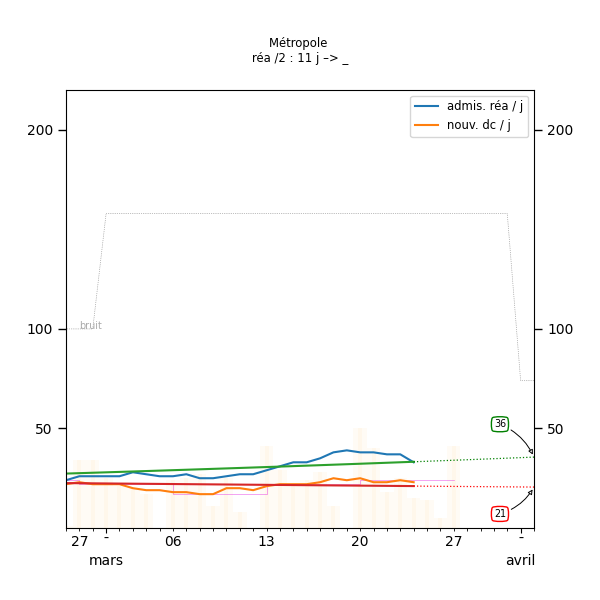 Métropole
réa /2 : 11 j –> _
admis. réa / j
nouv. dc / j
200
200
bruit
100
100
36
50
50
21
27
-
06
13
20
27
-
mars
avril